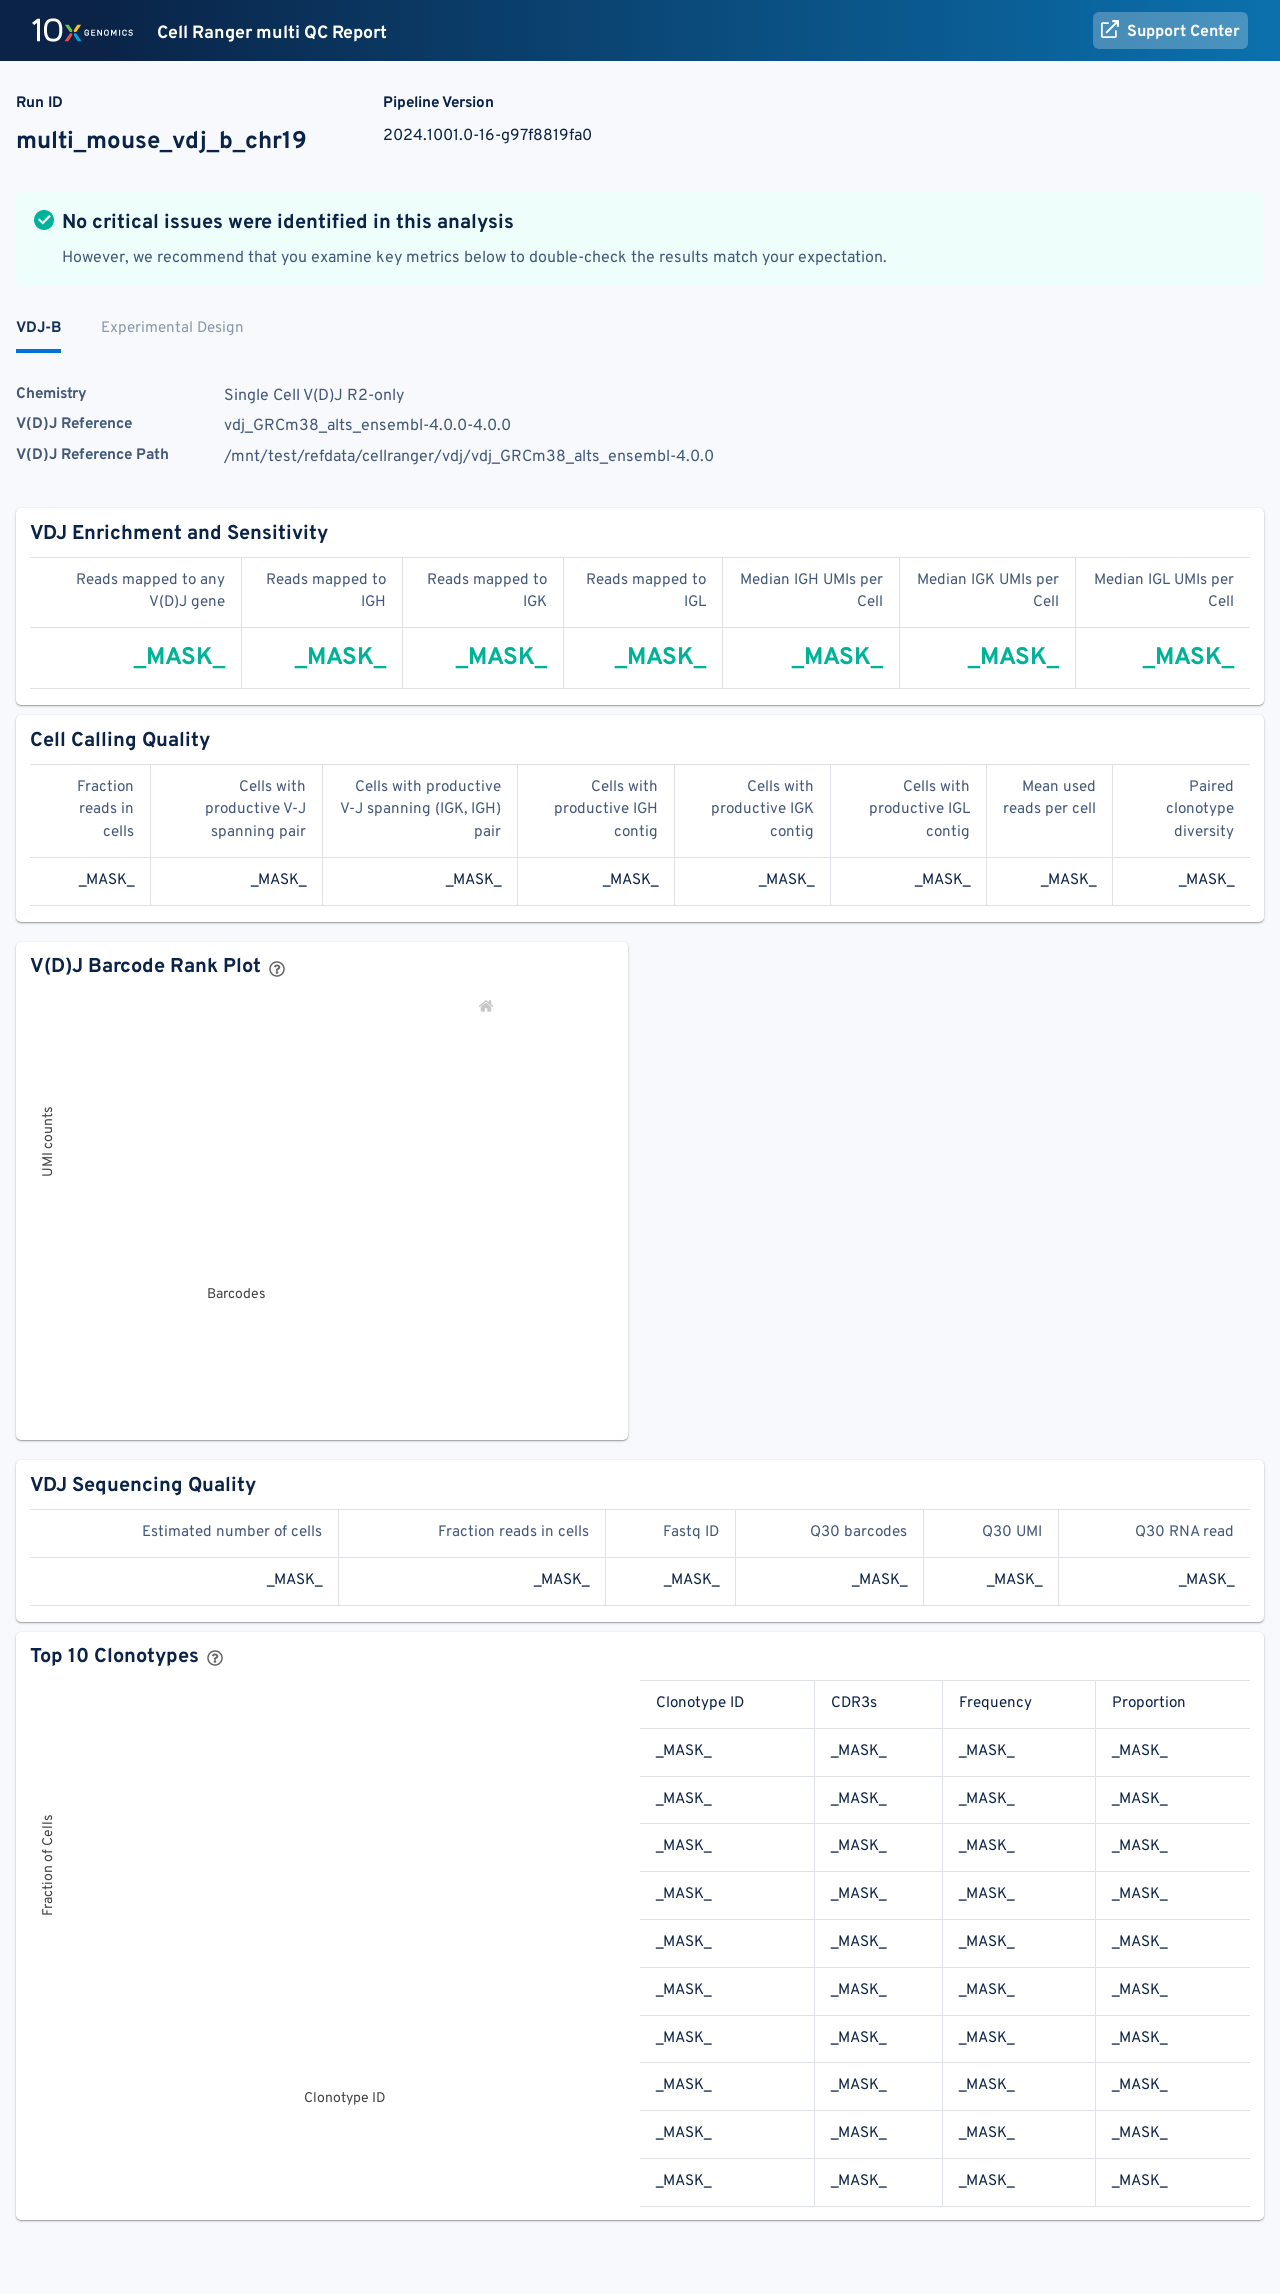 10x GENOMICS Cell Ranger multi QC Report Support Center
Run ID Pipeline Version
multi_mouse_vdj_b_chr19 2024.1001.0-16-g97f8819fa0
No critical issues were identified in this analysis
However, we recommend that you examine key metrics below to double-check the results match your expectation.
VDJ-B Experimental Design
Chemistry Single Cell V(D)J R2-only
V(D)J Reference vdj_GRCm38_alts_ensembl-4.0.0-4.0.0
V(D)J Reference Path /mnt/test/refdata/cellranger/vdj/vdj_GRCm38_alts_ensembl-4.0.0
VDJ Enrichment and Sensitivity
Reads mapped to any Reads mapped to Reads mapped to Reads mapped to Median IGH UMIs per Median IGK UMIs per Median IGL UMIs per
V(D)J gene IGH IGK IGL Cell Cell Cell
_MASK_ _MASK_ _MASK_ _MASK_ _MASK_ _MASK_ _MASK_
Cell Calling Quality
Fraction Cells with Cells with productive Cells with Cells with Cells with Mean used Paired
reads in productive V-J V-J spanning (IGK, IGH) productive IGH productive IGK productive IGL reads per cell clonotype
cells spanning pair pair contig contig contig diversity
_MASK_ _MASK_ _MASK_ _MASK_ _MASK_ _MASK_ _MASK_ _MASK_
V(D)J Barcode Rank Plot
UMI counts
Barcodes
VDJ Sequencing Quality
Estimated number of cells Fraction reads in cells Fastq ID Q30 barcodes Q30 UMI Q30 RNA read
_MASK_ _MASK_ _MASK_ _MASK_ _MASK_ _MASK_
Top 10 Clonotypes
Fraction of Cells
Clonotype ID
Clonotype ID CDR3s Frequency Proportion
_MASK_ _MASK_ _MASK_ _MASK_
_MASK_ _MASK_ _MASK_ _MASK_
_MASK_ _MASK_ _MASK_ _MASK_
_MASK_ _MASK_ _MASK_ _MASK_
_MASK_ _MASK_ _MASK_ _MASK_
_MASK_ _MASK_ _MASK_ _MASK_
_MASK_ _MASK_ _MASK_ _MASK_
_MASK_ _MASK_ _MASK_ _MASK_
_MASK_ _MASK_ _MASK_ _MASK_
_MASK_ _MASK_ _MASK_ _MASK_